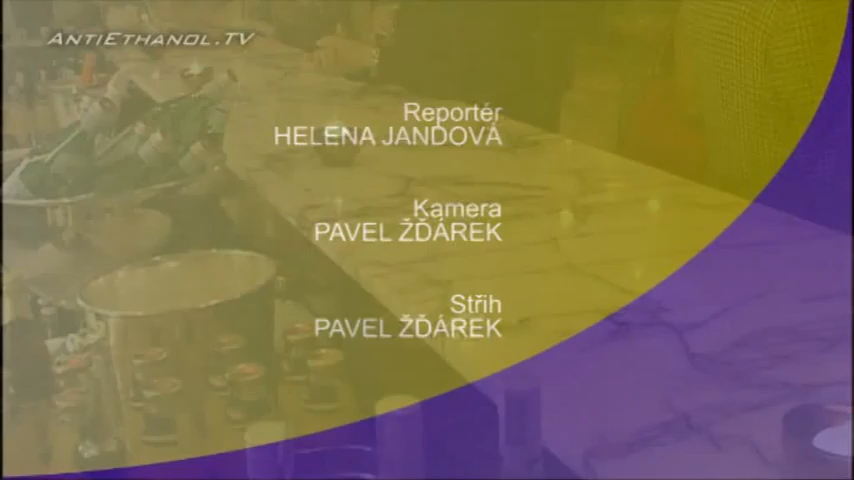 ANTIETHANOL.TV
Reportér
HELENA JANDOVÁ
Kamera
PAVEL ŽĎÁREK
Střih
PAVEL ŽĎÁREK